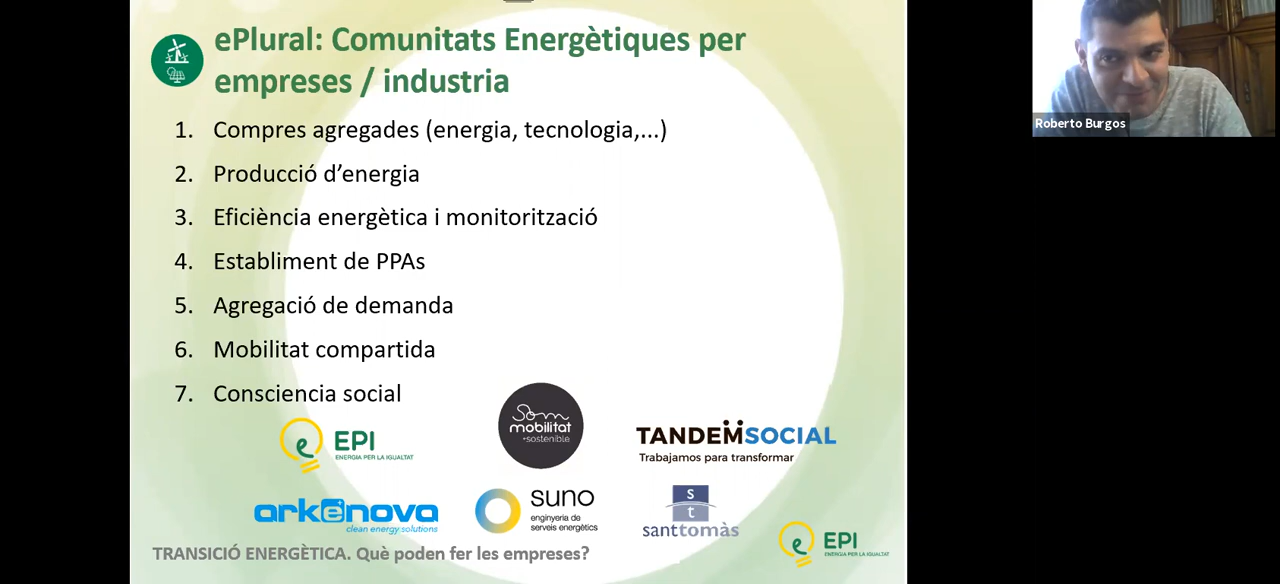 ePlural: Comunitats Energètiques per
empreses / industria
1. Compres agregades (energia, tecnologia,...)
2. Producció d'energia
3. Eficiència energètica i monitorització
4. Establiment de PPAs
5. Agregació de demanda
6. Mobilitat compartida
7. Consciencia social
EPI
ENERGIA PER LA IGUALTAT
Som
mobilitat
+sostenible
TANDEMSOCIAL
Trabajamos para transformar
arkenova
clean energy solutions
suno
enginyeria de
serveis energètics
st
santtomàs
EPI
ENERGIA PER LA IGUALTAT
TRANSICIÓ ENERGÈTICA. Què poden fer les empreses?
Roberto Burgos